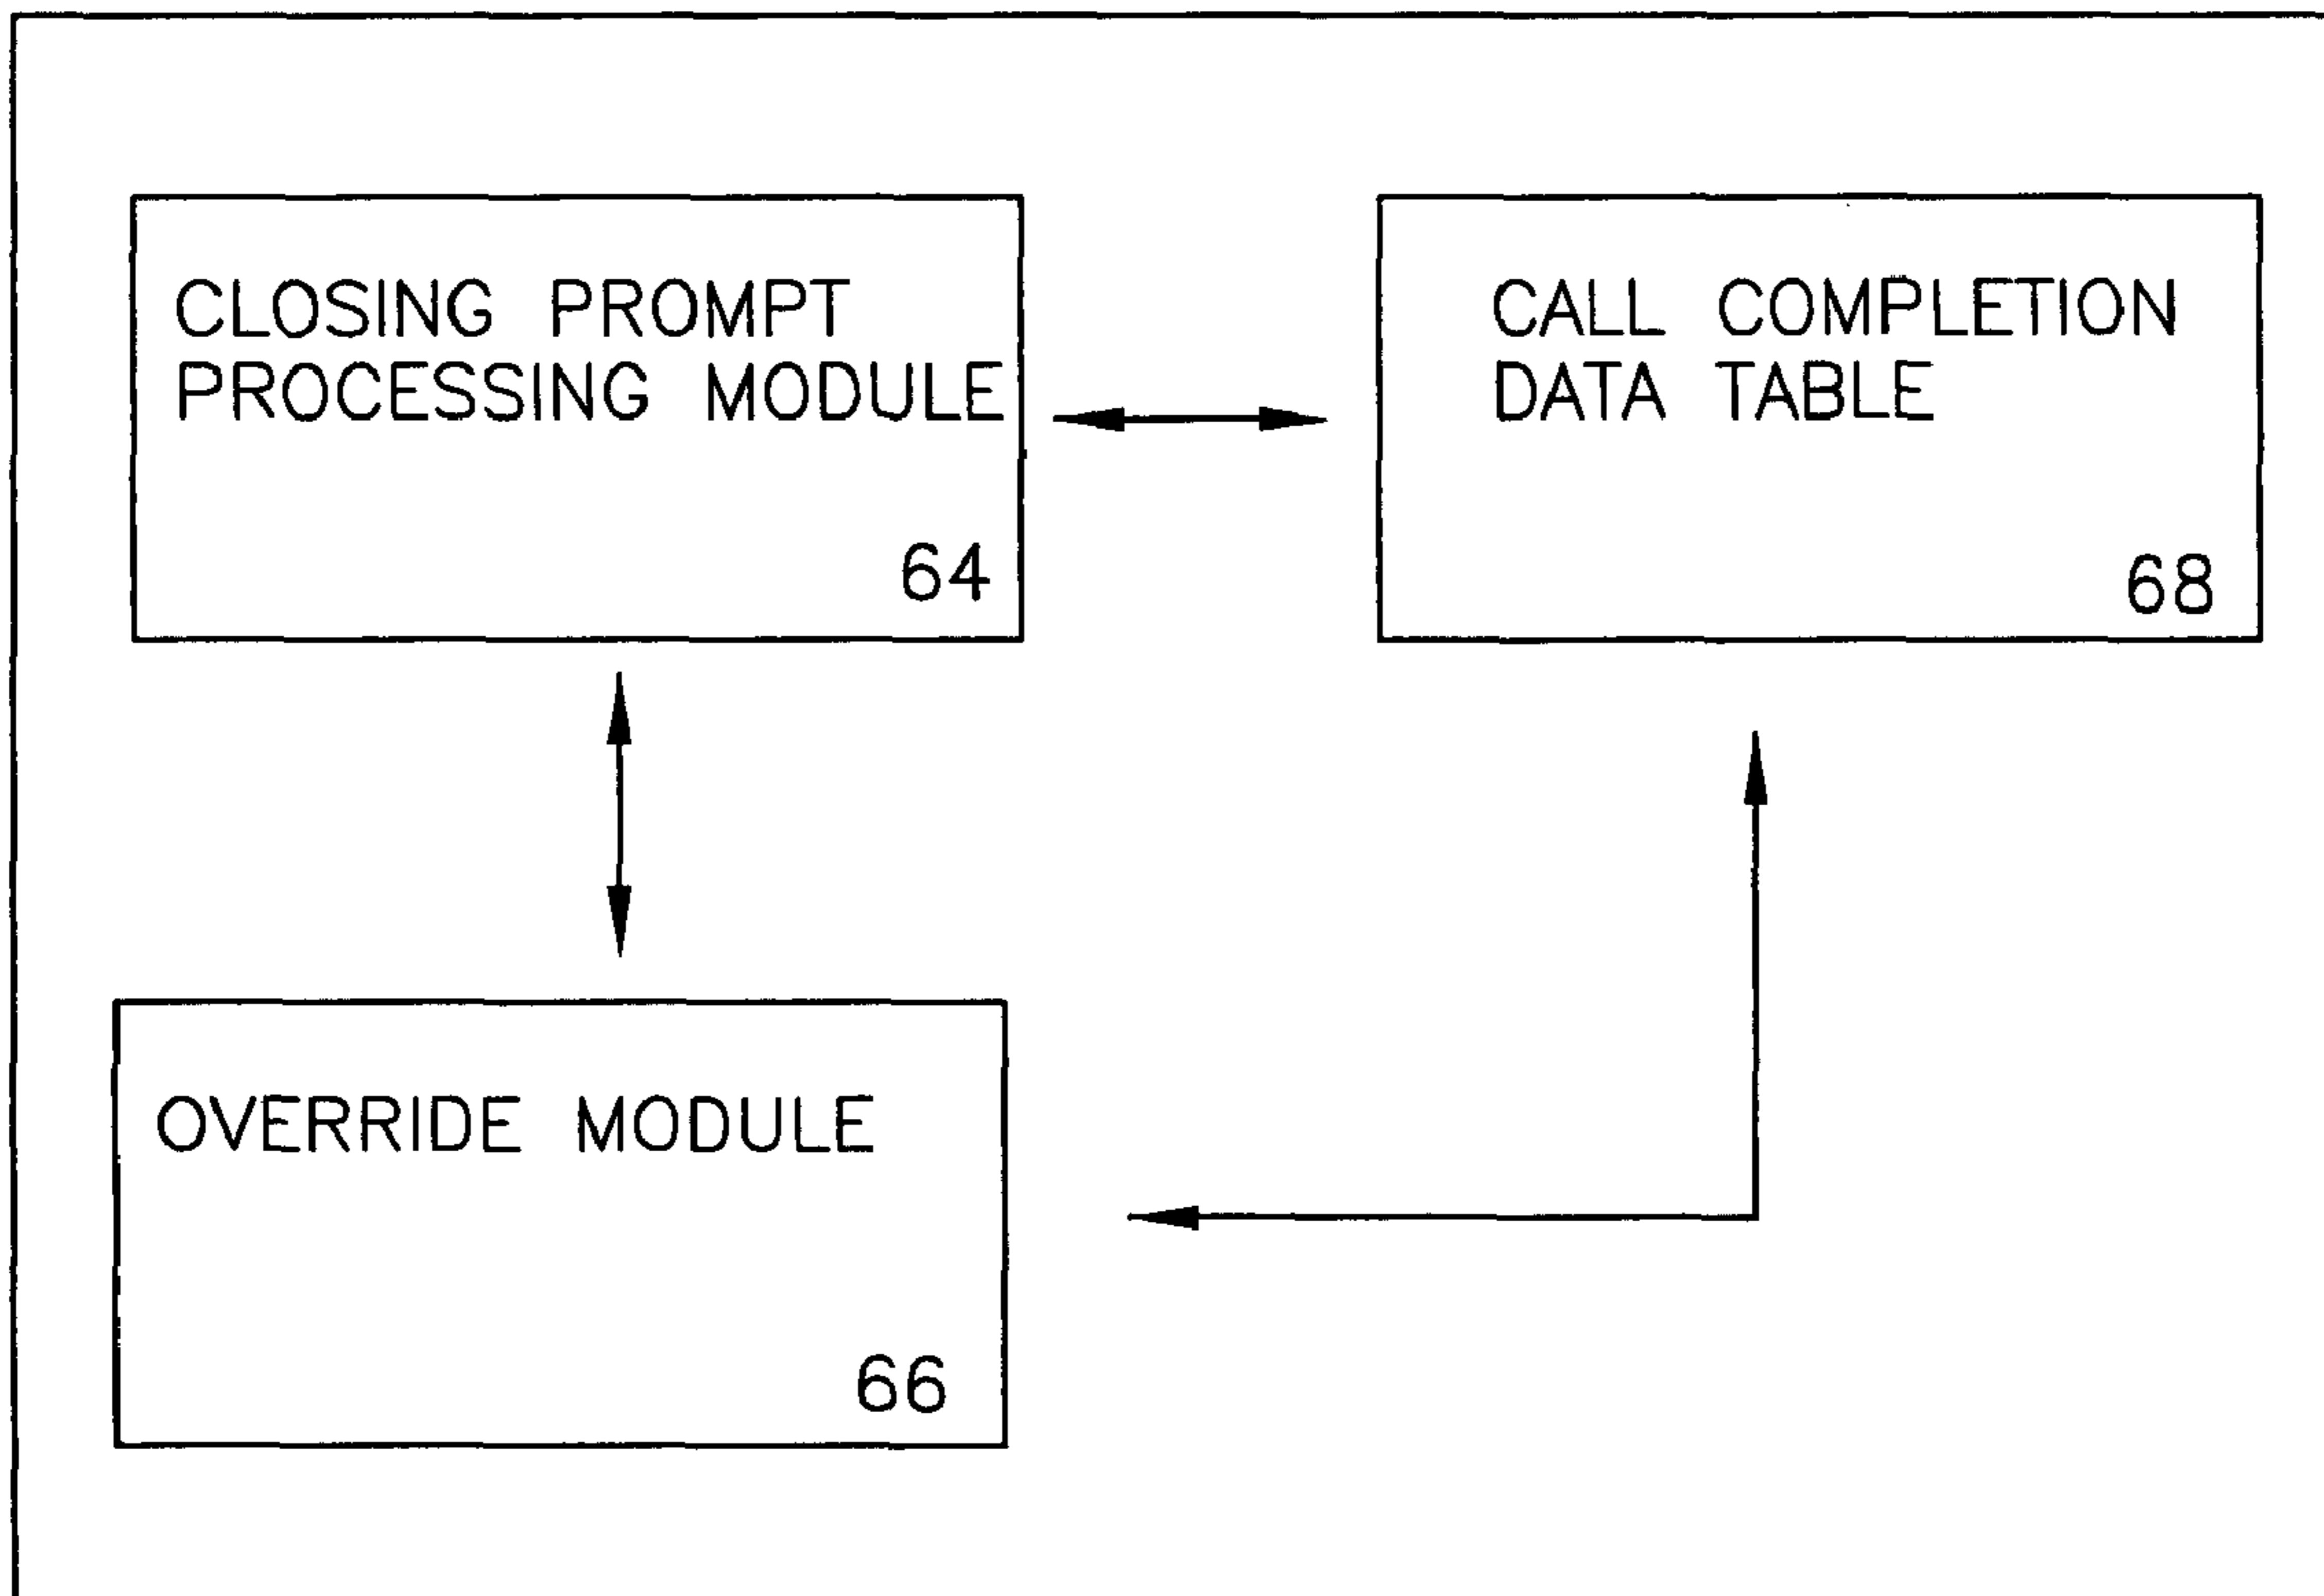 CLOSING PROMPT
PROCESSING MODULE
64
CALL COMPLETION
DATA TABLE
68
OVERRIDE MODULE
66